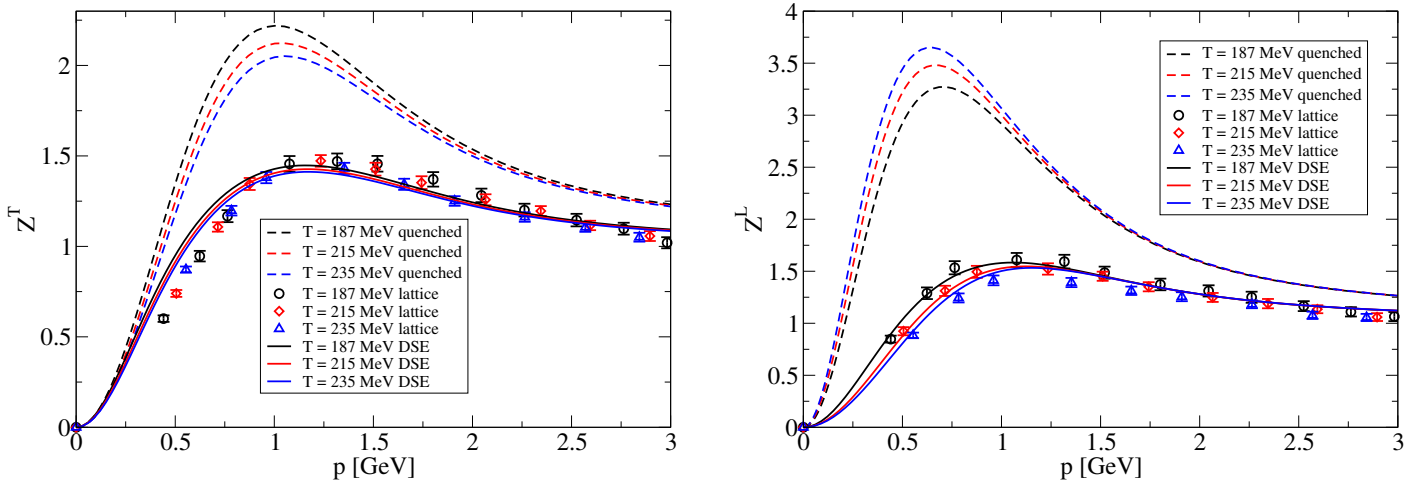 Z^T
2
1.5
1
0.5
0
T = 187 MeV quenched
T = 215 MeV quenched
T = 235 MeV quenched
T = 187 MeV lattice
T = 215 MeV lattice
T = 235 MeV lattice
T = 187 MeV DSE
T = 215 MeV DSE
T = 235 MeV DSE
0 0.5 1 1.5 2 2.5 3
p [GeV]
Z^L
4
3.5
3
2.5
2
1.5
1
0.5
0
T = 187 MeV quenched
T = 215 MeV quenched
T = 235 MeV quenched
T = 187 MeV lattice
T = 215 MeV lattice
T = 235 MeV lattice
T = 187 MeV DSE
T = 215 MeV DSE
T = 235 MeV DSE
0 0.5 1 1.5 2 2.5 3
p [GeV]